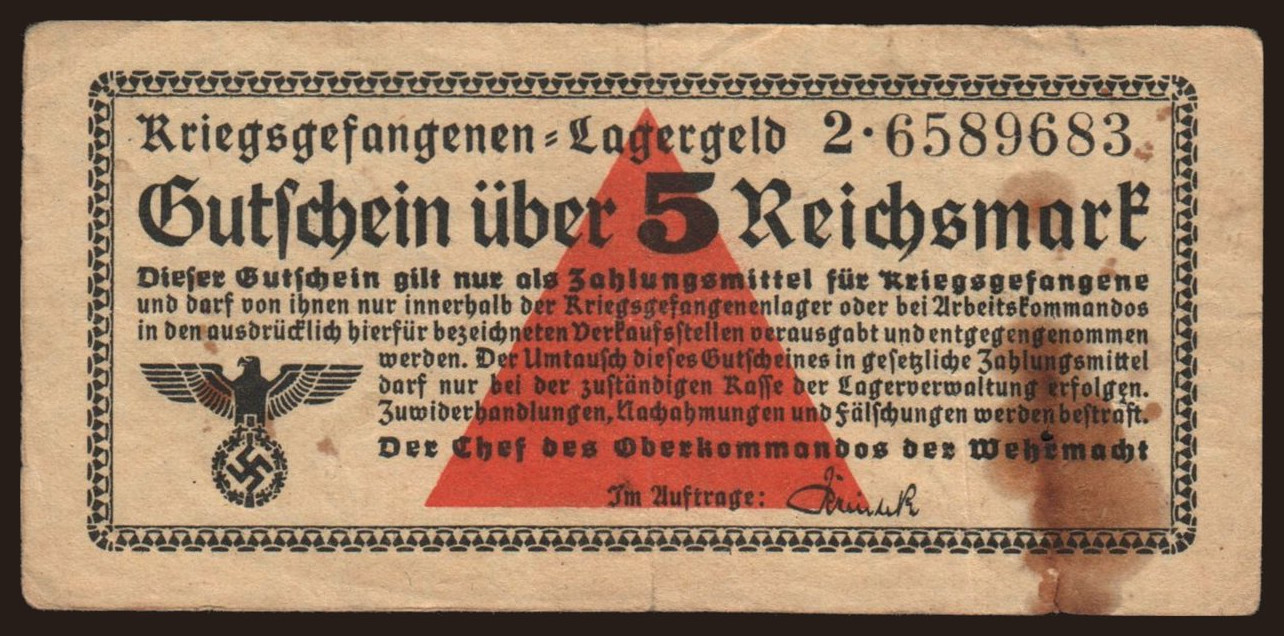 Kriegsgefangenen=Lagergeld 2·6589683
Gutschein über 5 Reichsmark
Dieser Gutschein gilt nur als Zahlungsmittel für Kriegsgefangene
und darf von ihnen nur innerhalb der Kriegsgefangenenlager oder bei Arbeitskommandos
in den ausdrücklich hierfür bezeichneten Verkaufsstellen verausgabt und entgegengenommen
werden. Der Umtausch dieses Gutscheines in gesetzliche Zahlungsmittel
darf nur bei der zuständigen Kasse der Lagerverwaltung erfolgen.
Zuwiderhandlungen, Nachahmungen und Fälschungen werden bestraft.
Der Chef des Oberkommandos der Wehrmacht
Im Auftrage: